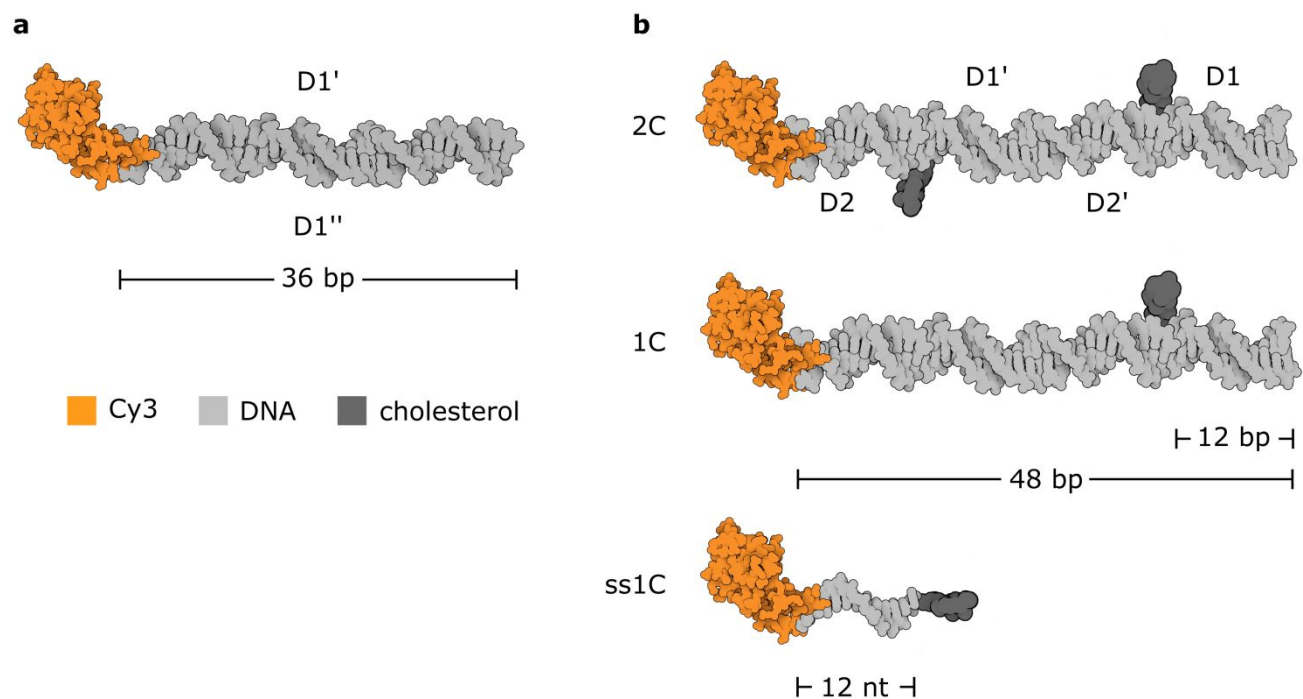 a
D1'
D1''
36 bp
Cy3
DNA
cholesterol
b
2C
D1'
D1
D2
D2'
1C
12 bp
48 bp
ss1C
12 nt